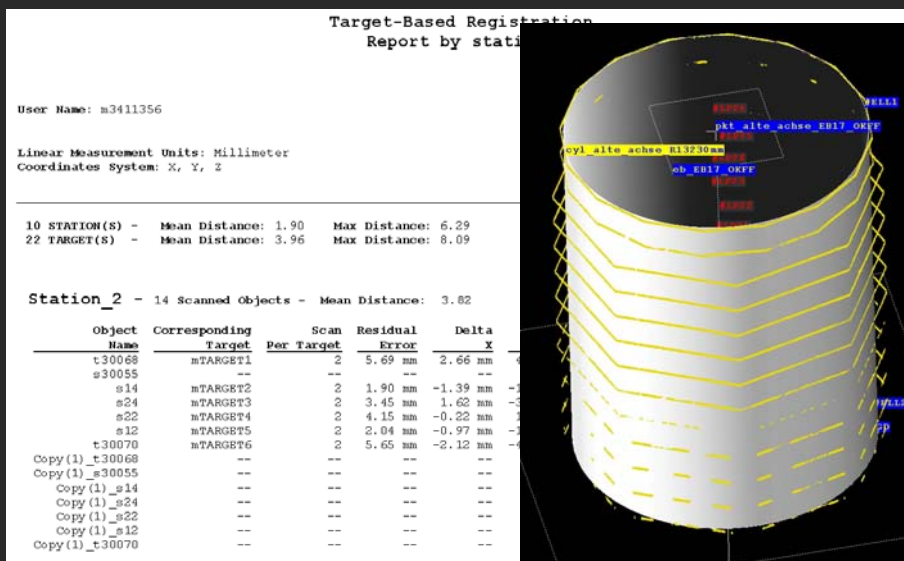 Target-Based Registration
Report by stati
User Name: m3411356
Linear Measurement Units: Millimeter
Coordinates System: X, Y, Z
10 STATION(S) - Mean Distance: 1.90 Max Distance: 6.29
22 TARGET(S) - Mean Distance: 3.96 Max Distance: 8.09
Station_2 - 14 Scanned Objects - Mean Distance: 3.82
Object Corresponding Scan Residual Delta
Name Target Per Target Error X
t30068 mTARGET1 2 5.69 mm 2.66 mm
s30055 -- -- -- --
s14 mTARGET2 2 1.90 mm -1.39 mm
s24 mTARGET3 2 3.45 mm 1.62 mm
s22 mTARGET4 2 4.15 mm -0.22 mm
s12 mTARGET5 2 2.04 mm -0.97 mm
t30070 mTARGET6 2 5.65 mm -2.12 mm
Copy(1)_t30068 -- -- -- --
Copy(1)_s30055 -- -- -- --
Copy(1)_s14 -- -- -- --
Copy(1)_s24 -- -- -- --
Copy(1)_s22 -- -- -- --
Copy(1)_s12 -- -- -- --
Copy(1)_t30070 -- -- -- --
#ELL1
pkt_alte_achse_EB17_OKFF
cyl_alte_achse R13230mm
eb_EB17_OKFF